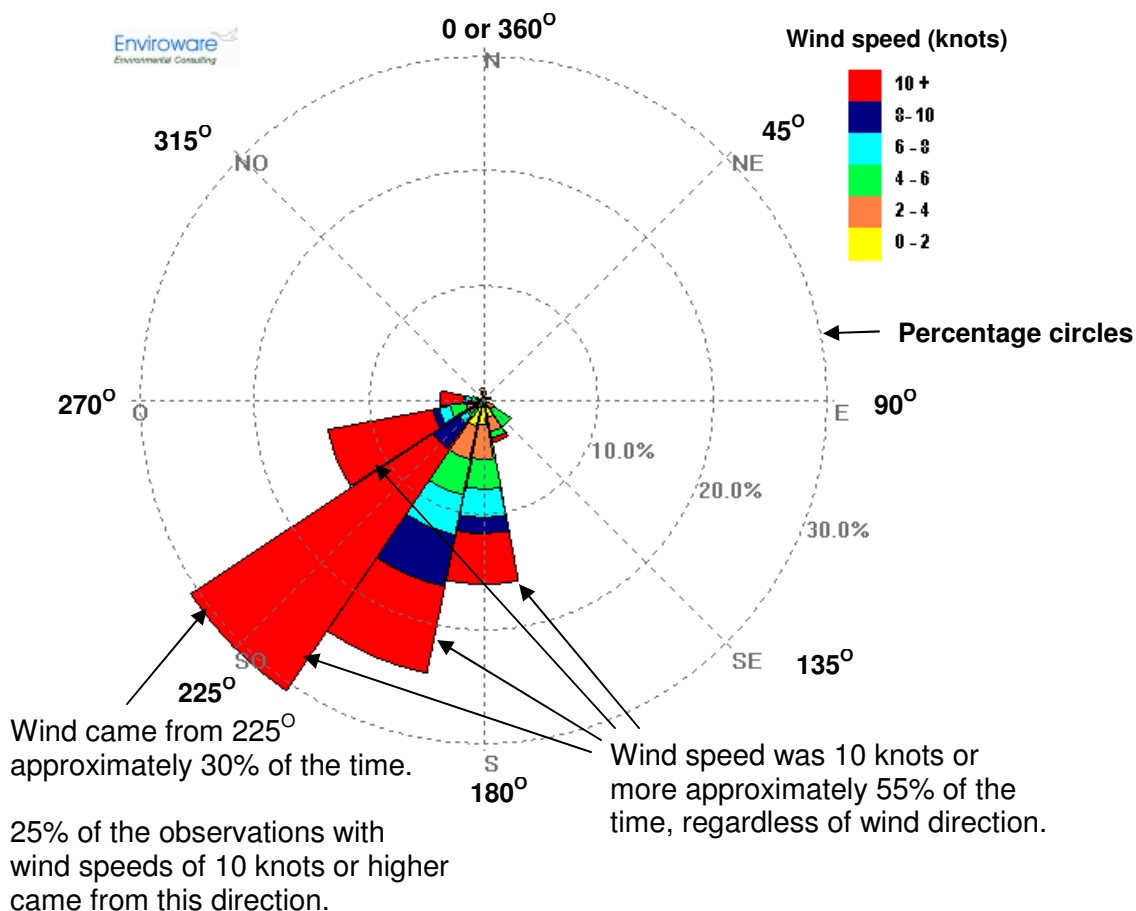 Enviroware
Environmental Consulting
0 or 360°
N
Wind speed (knots)
10 +
8 - 10
6 - 8
4 - 6
2 - 4
0 - 2
315°
NO
45°
NE
Percentage circles
270°
O
E
90°
10.0%
20.0%
30.0%
SO
225°
SE
135°
S
180°
Wind came from 225°
approximately 30% of the time.
25% of the observations with
wind speeds of 10 knots or higher
came from this direction.
Wind speed was 10 knots or
more approximately 55% of the
time, regardless of wind direction.